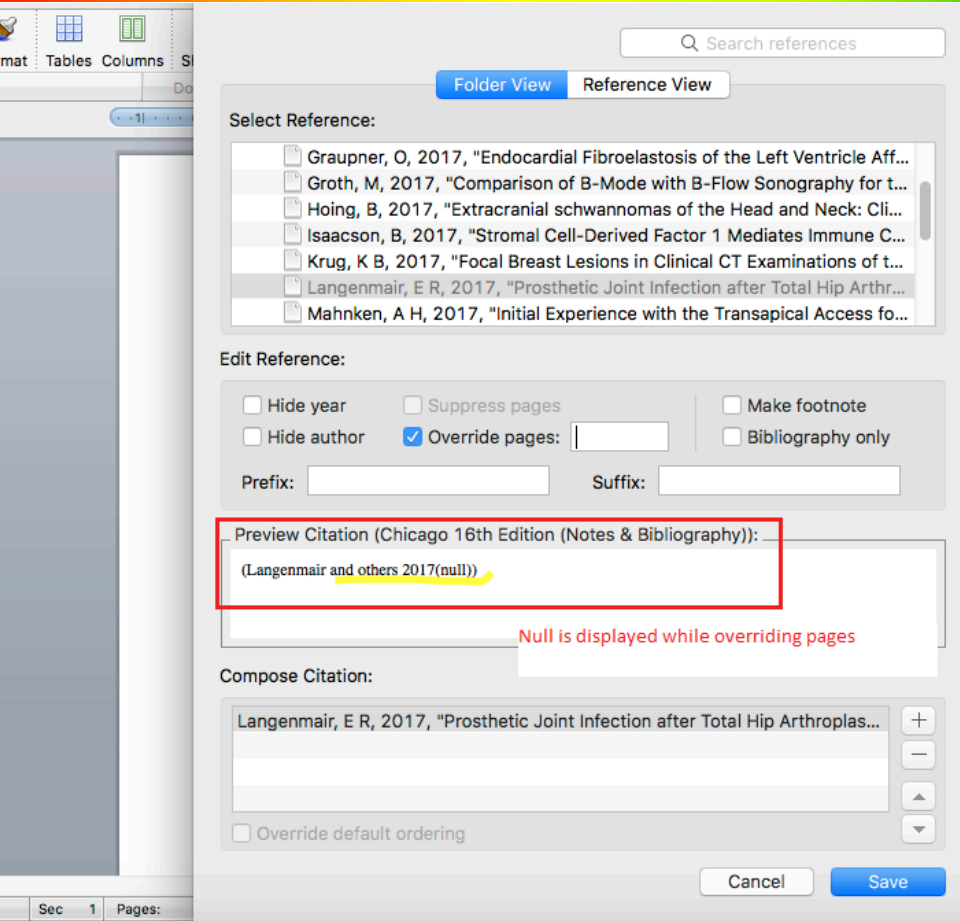 mat Tables Columns
Search references
Do
Folder View Reference View
1
Select Reference:
Graupner, O, 2017, "Endocardial Fibroelastosis of the Left Ventricle Aff...
Groth, M, 2017, "Comparison of B-Mode with B-Flow Sonography for t...
Hoing, B, 2017, "Extracranial schwannomas of the Head and Neck: Cli...
Isaacson, B, 2017, "Stromal Cell-Derived Factor 1 Mediates Immune C...
Krug, K B, 2017, "Focal Breast Lesions in Clinical CT Examinations of t...
Langenmair, E R, 2017, "Prosthetic Joint Infection after Total Hip Arthr...
Mahnken, A H, 2017, "Initial Experience with the Transapical Access fo...
Edit Reference:
Hide year Suppress pages Make footnote
Hide author Override pages: Bibliography only
Prefix: Suffix:
Preview Citation (Chicago 16th Edition (Notes & Bibliography)):
(Langenmair and others 2017(null))
Null is displayed while overriding pages
Compose Citation:
Langenmair, E R, 2017, "Prosthetic Joint Infection after Total Hip Arthroplas...
Override default ordering
Cancel Save
Sec 1 Pages: